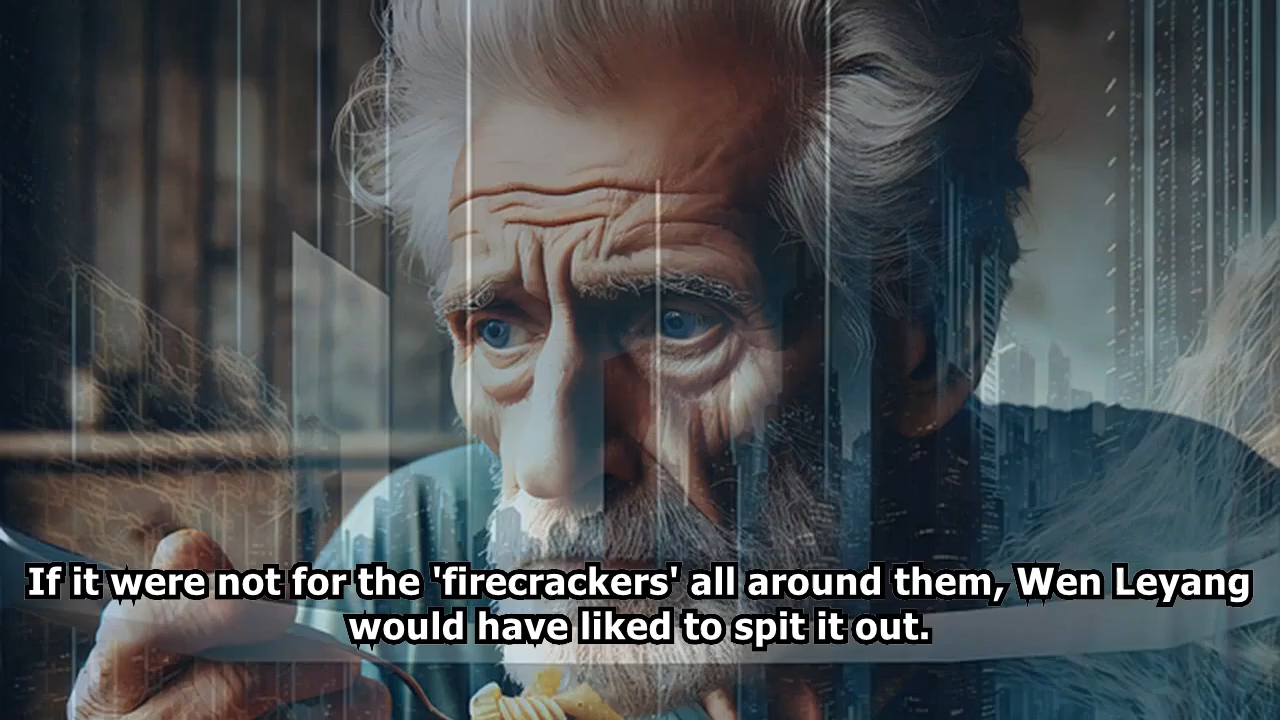 If it were not for the 'firecrackers' all around them, Wen Leyang
would have liked to spit it out.